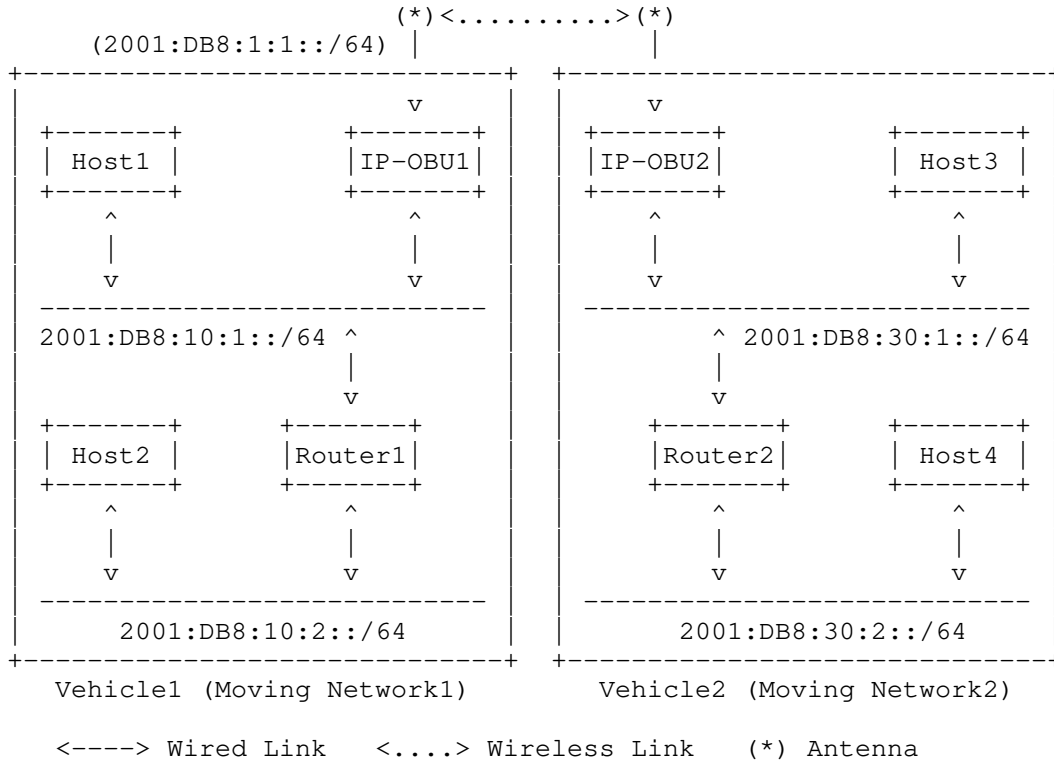 (*)<..........>(*)
(2001:DB8:1:1::/64)
Host1 IP-OBU1 IP-OBU2 Host3
2001:DB8:10:1::/64 2001:DB8:30:1::/64
Host2 Router1 Router2 Host4
2001:DB8:10:2::/64 2001:DB8:30:2::/64
Vehicle1 (Moving Network1) Vehicle2 (Moving Network2)
<----> Wired Link <....> Wireless Link (*) Antenna